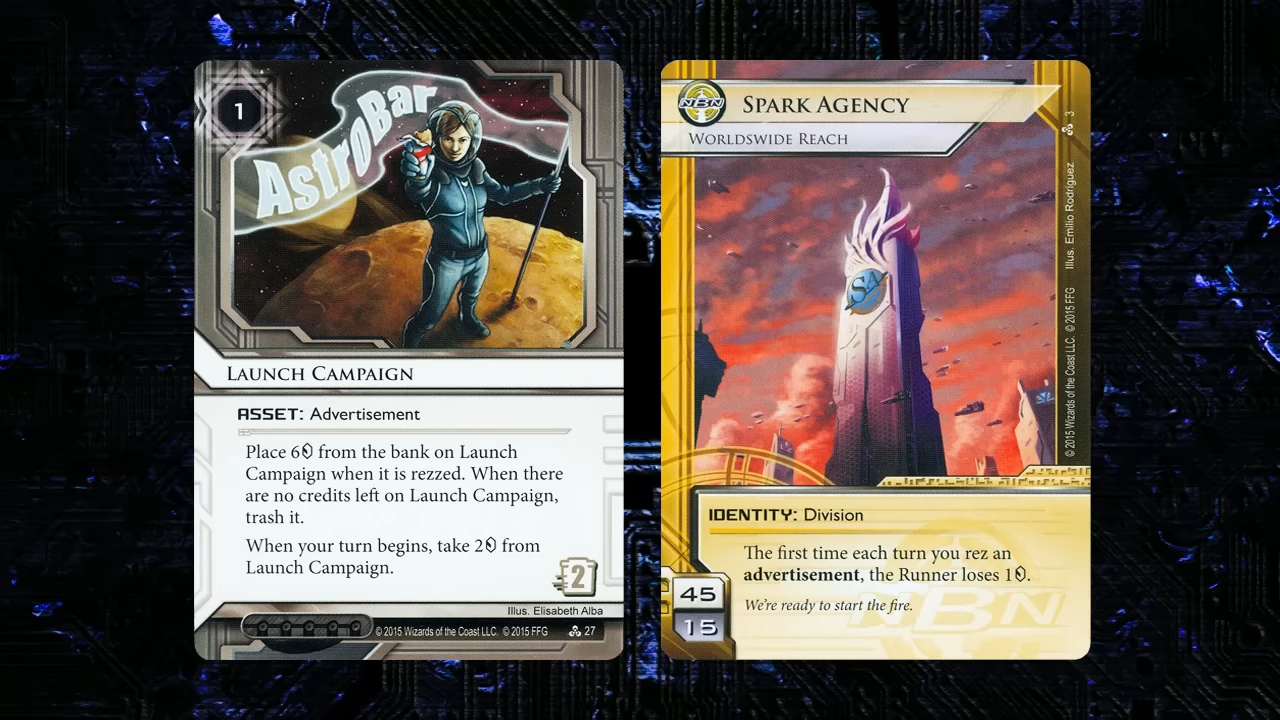 1
AstroBar
LAUNCH CAMPAIGN
ASSET: Advertisement
Place 6 from the bank on Launch
Campaign when it is rezzed. When there
are no credits left on Launch Campaign,
trash it.
When your turn begins, take 2 from
Launch Campaign.
2
Illus. Elisabeth Alba
© 2015 Wizards of the Coast LLC. © 2015 FFG 27
NBN
SPARK AGENCY
WORLDSWIDE REACH
SA
IDENTITY: Division
The first time each turn you rez an
advertisement, the Runner loses 1.
We're ready to start the fire.
NBN
45
15
© 2015 Wizards of the Coast LLC. © 2015 FFG Illus. Emilio Rodriguez 3